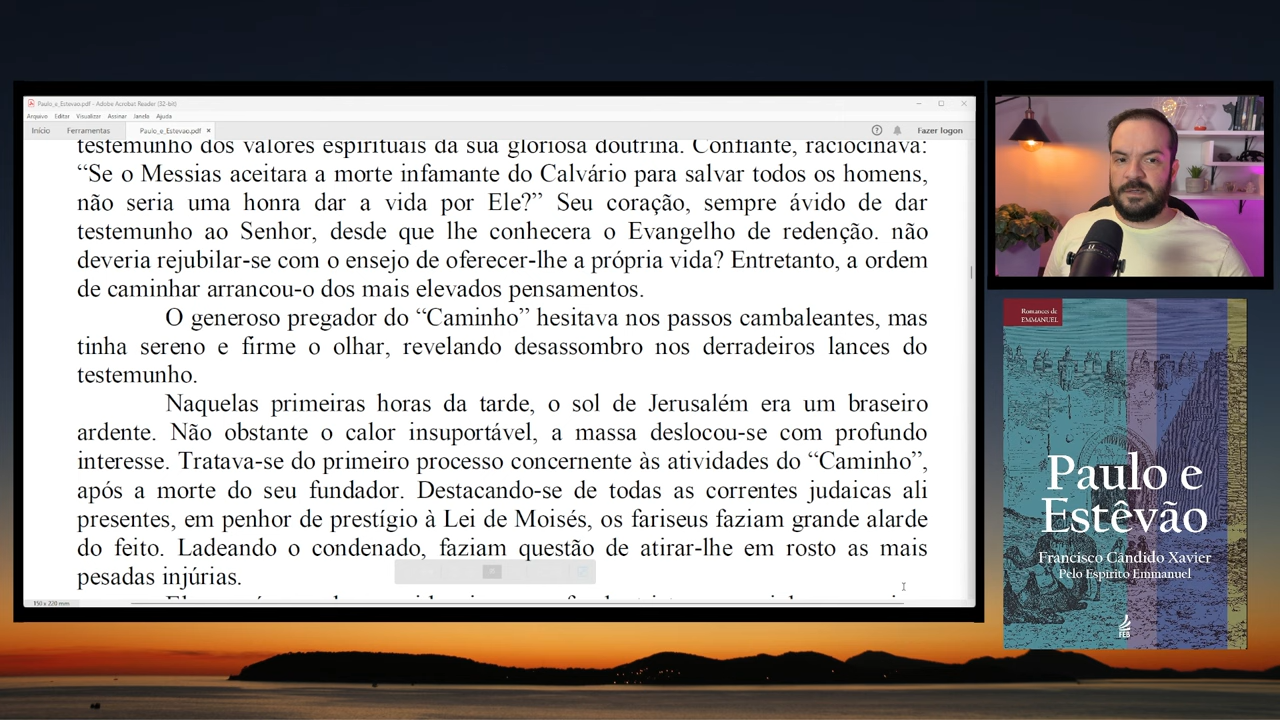 Paulo_e_Estevao.pdf - Adobe Acrobat Reader (32-bit)
Arquivo Editar Visualizar Assinar Janela Ajuda
Início Ferramentas Paulo_e_Estevao.pdf × Fazer logon
testemunho dos valores espirituais da sua gloriosa doutrina. Confiante, raciocinava:
“Se o Messias aceitara a morte infamante do Calvário para salvar todos os homens,
não seria uma honra dar a vida por Ele?” Seu coração, sempre ávido de dar
testemunho ao Senhor, desde que lhe conhecera o Evangelho de redenção. não
deveria rejubilar-se com o ensejo de oferecer-lhe a própria vida? Entretanto, a ordem
de caminhar arrancou-o dos mais elevados pensamentos.
O generoso pregador do “Caminho” hesitava nos passos cambaleantes, mas
tinha sereno e firme o olhar, revelando desassombro nos derradeiros lances do
testemunho.
Naquelas primeiras horas da tarde, o sol de Jerusalém era um braseiro
ardente. Não obstante o calor insuportável, a massa deslocou-se com profundo
interesse. Tratava-se do primeiro processo concernente às atividades do “Caminho”,
após a morte do seu fundador. Destacando-se de todas as correntes judaicas ali
presentes, em penhor de prestígio à Lei de Moisés, os fariseus faziam grande alarde
do feito. Ladeando o condenado, faziam questão de atirar-lhe em rosto as mais
pesadas injúrias.
150 x 220 mm
Romances de
EMMANUEL
Paulo e
Estêvão
Francisco Cândido Xavier
Pelo Espírito Emmanuel
FEB